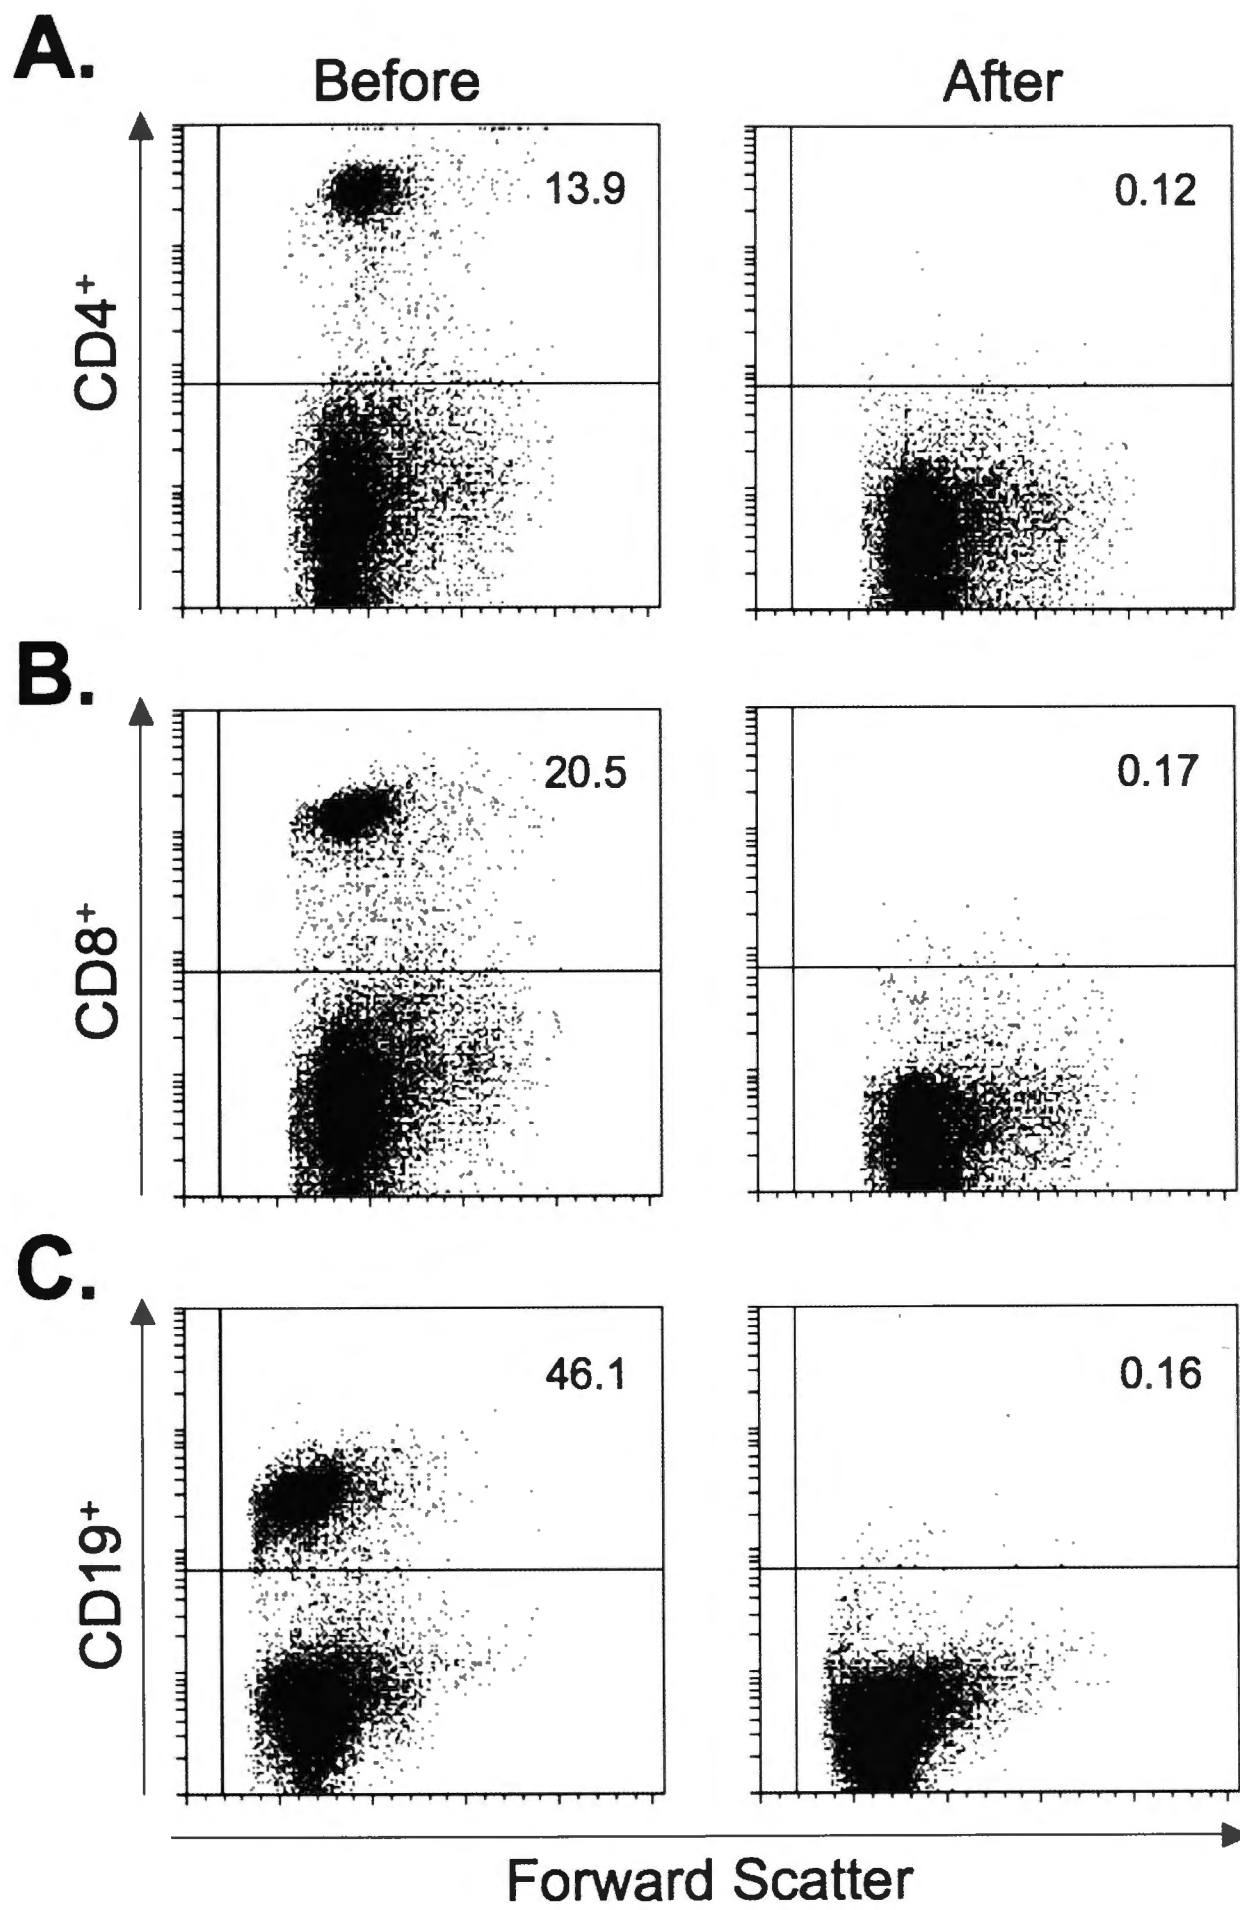 A.
Before
After
CD4⁺
13.9
0.12
B.
CD8⁺
20.5
0.17
C.
CD19⁺
46.1
0.16
Forward Scatter